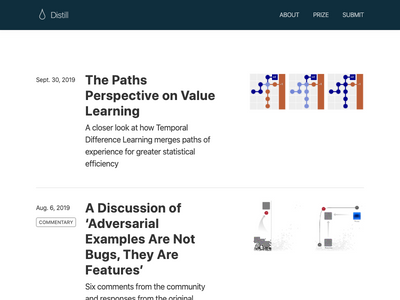 Distill
ABOUT
PRIZE
SUBMIT
Sept. 30, 2019
The Paths
Perspective on Value
Learning
A closer look at how Temporal
Difference Learning merges paths of
experience for greater statistical
efficiency
Aug. 6, 2019
COMMENTARY
A Discussion of
‘Adversarial
Examples Are Not
Bugs, They Are
Features’
Six comments from the community
and responses from the original